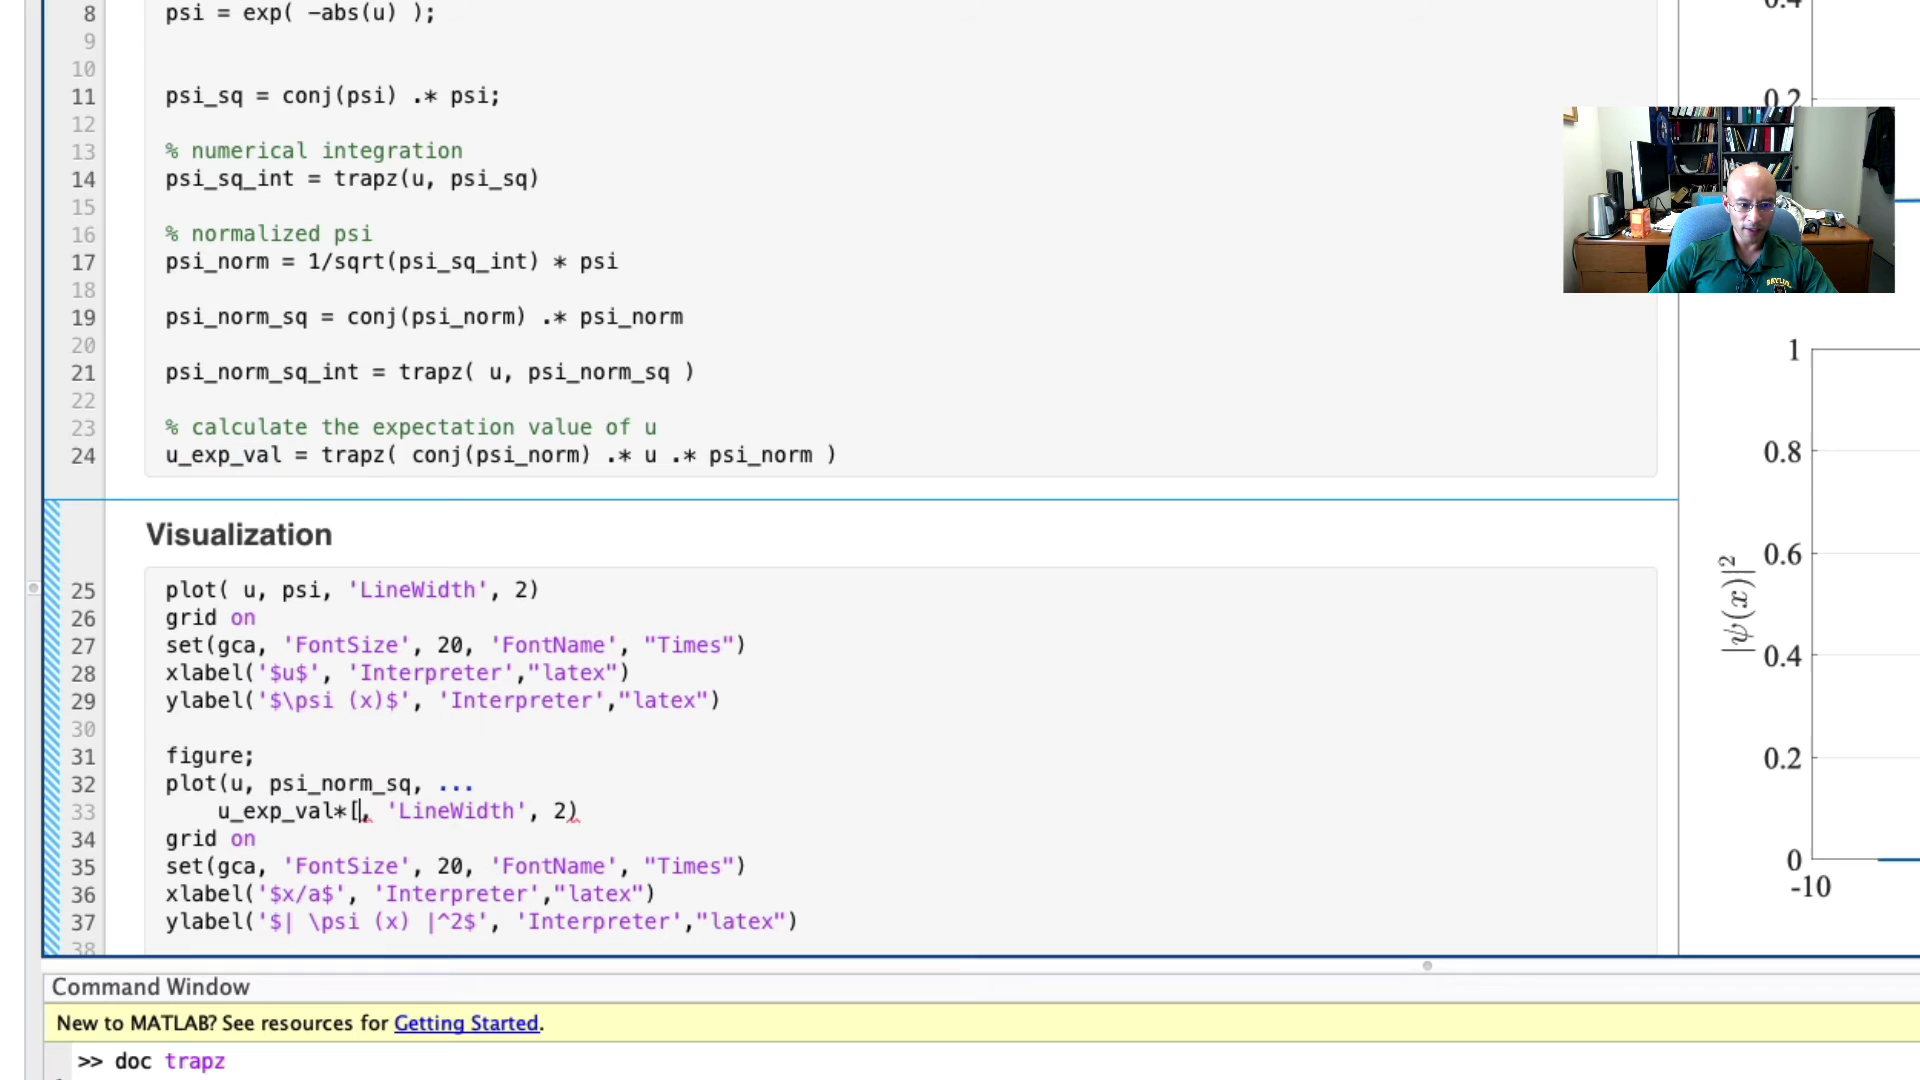 8 psi = exp( -abs(u) );
9
10
11 psi_sq = conj(psi) .* psi;
12
13 % numerical integration
14 psi_sq_int = trapz(u, psi_sq)
15
16 % normalized psi
17 psi_norm = 1/sqrt(psi_sq_int) * psi
18
19 psi_norm_sq = conj(psi_norm) .* psi_norm
20
21 psi_norm_sq_int = trapz( u, psi_norm_sq )
22
23 % calculate the expectation value of u
24 u_exp_val = trapz( conj(psi_norm) .* u .* psi_norm )
Visualization
25 plot( u, psi, 'LineWidth', 2)
26 grid on
27 set(gca, 'FontSize', 20, 'FontName', "Times")
28 xlabel('$u$', 'Interpreter',"latex")
29 ylabel('$\psi (x)$', 'Interpreter',"latex")
30
31 figure;
32 plot(u, psi_norm_sq, ...
33 u_exp_val*[, 'LineWidth', 2)
34 grid on
35 set(gca, 'FontSize', 20, 'FontName', "Times")
36 xlabel('$x/a$', 'Interpreter',"latex")
37 ylabel('$| \psi (x) |^2$', 'Interpreter',"latex")
38
0.4
0.2
BAYLOR
1
0.8
0.6
0.4
0.2
0
-10
|ψ(x)|²
Command Window
New to MATLAB? See resources for Getting Started.
>> doc trapz